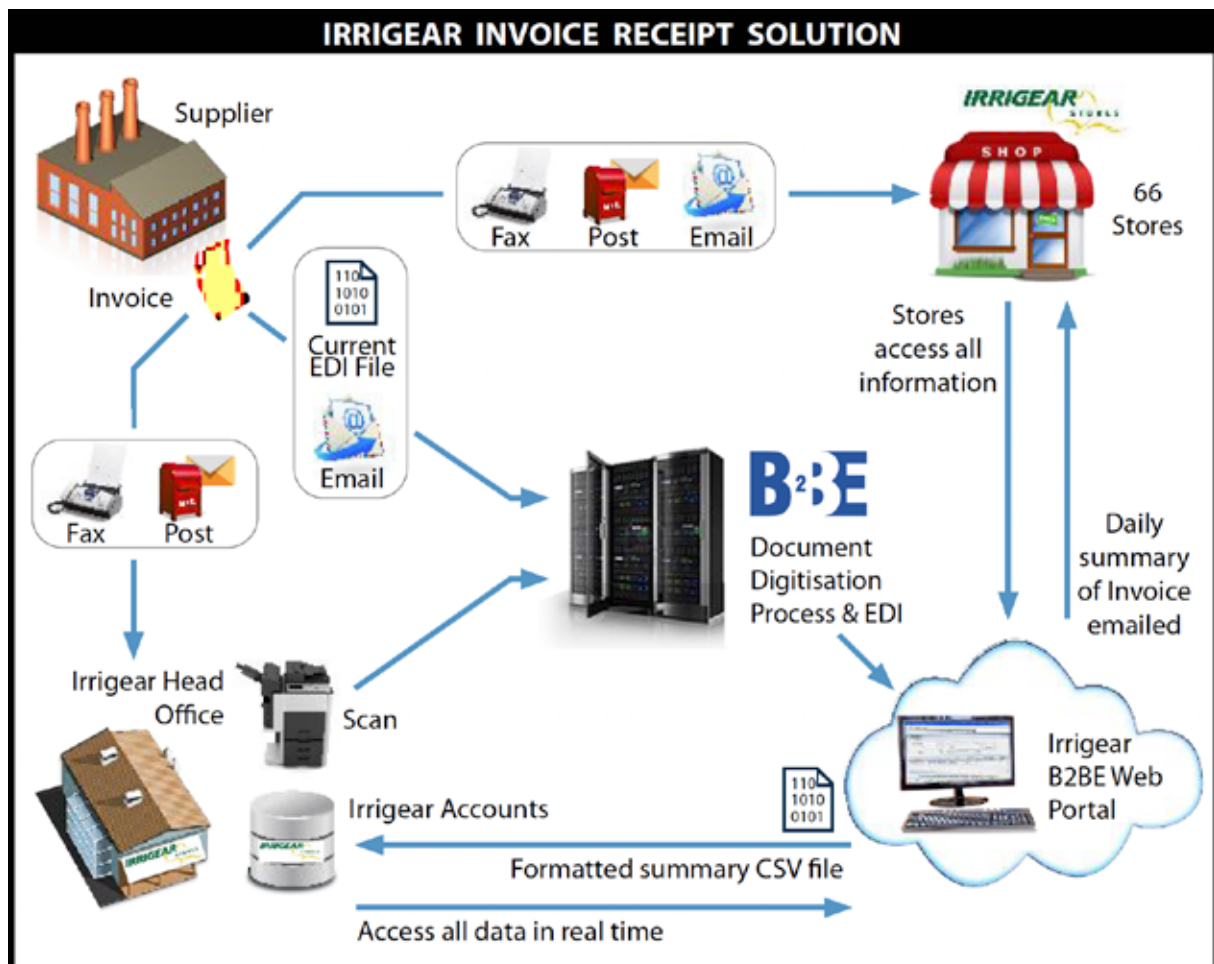 IRRIGEAR INVOICE RECEIPT SOLUTION
Supplier
Invoice
Fax
Post
Email
IRRIGEAR
STORES
SHOP
66
Stores
110
1010
0101
Current
EDI File
Email
Stores
access all
information
Fax
Post
B2BE
Document
Digitisation
Process & EDI
Daily
summary
of Invoice
emailed
Irrigear Head
Office
Scan
IRRIGEAR
Irrigear Accounts
IRRIGEAR
110
1010
0101
Irrigear
B2BE Web
Portal
Formatted summary CSV file
Access all data in real time